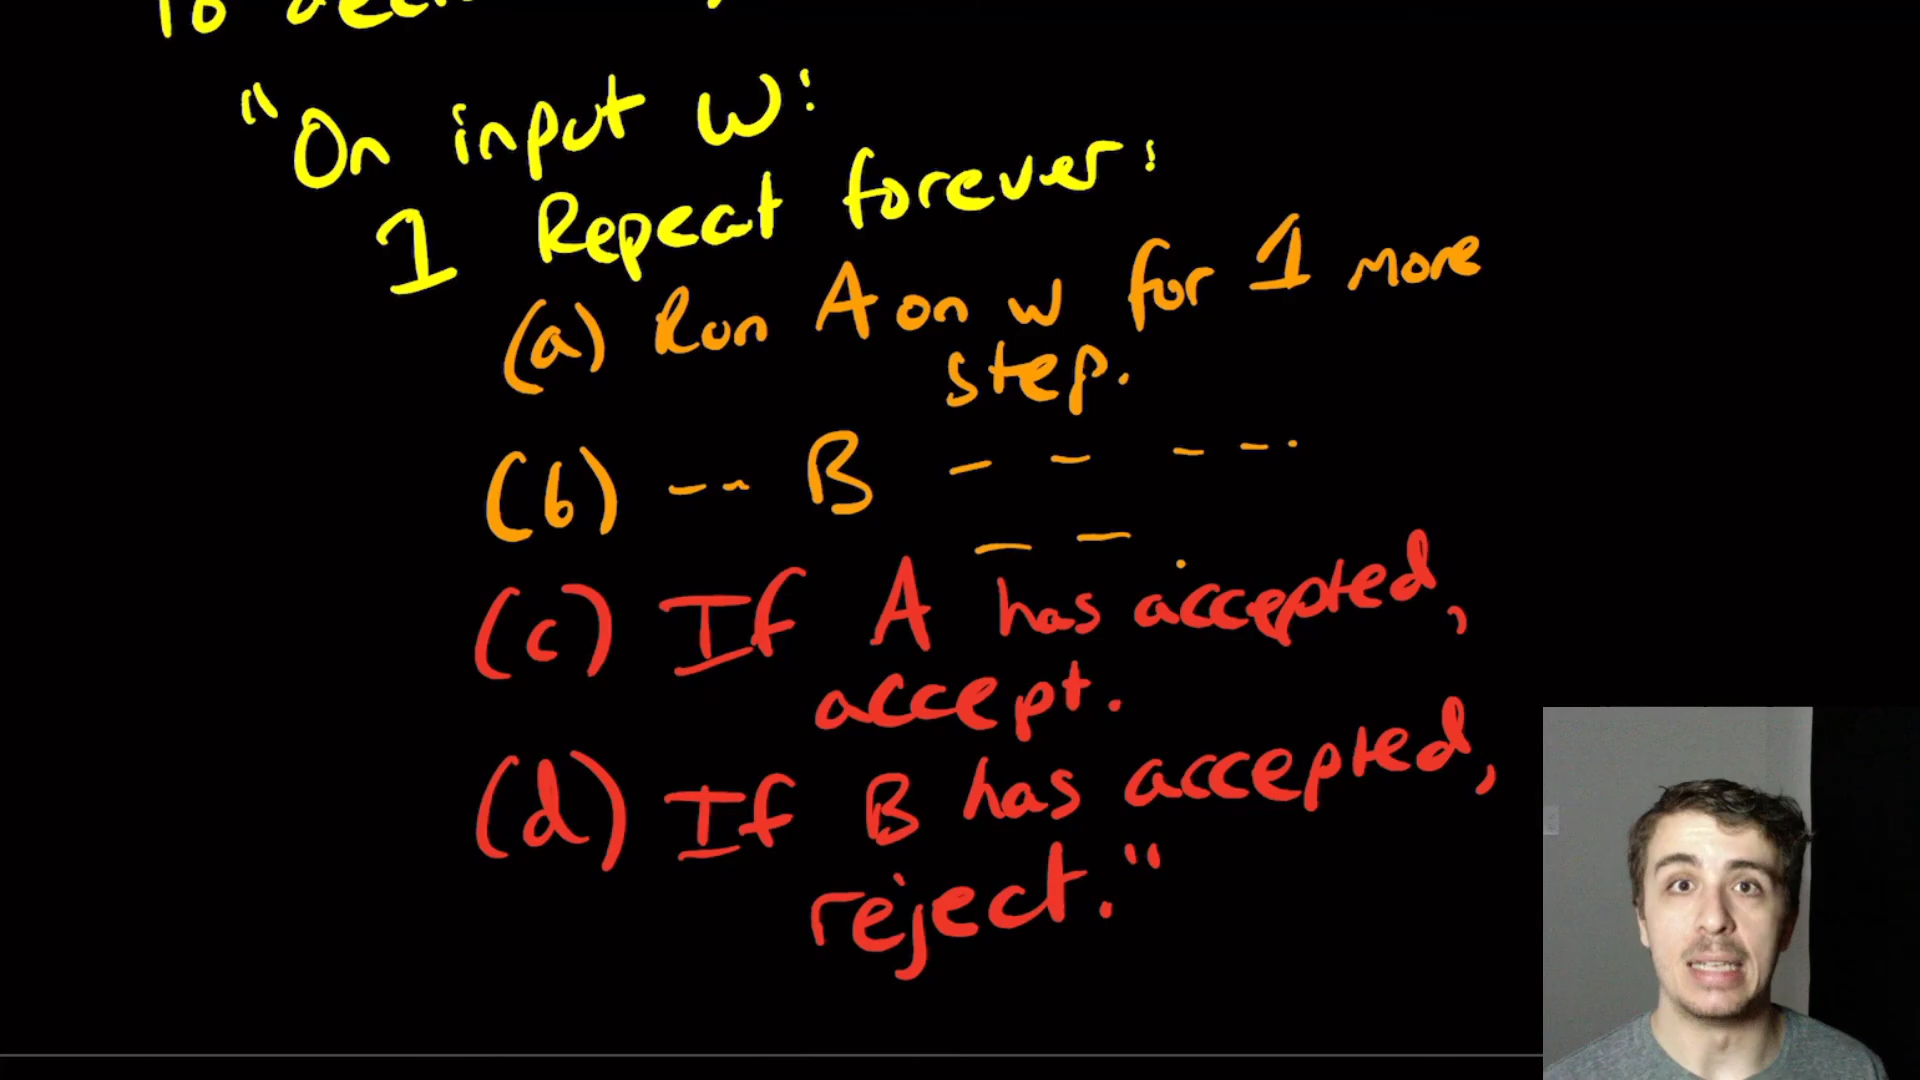 To
"On input w:
1 Repeat forever:
(a) Run A on w for 1 more
step.
(b) -- B - - - -.
- - .
(c) If A has accepted,
accept.
(d) If B has accepted,
reject."